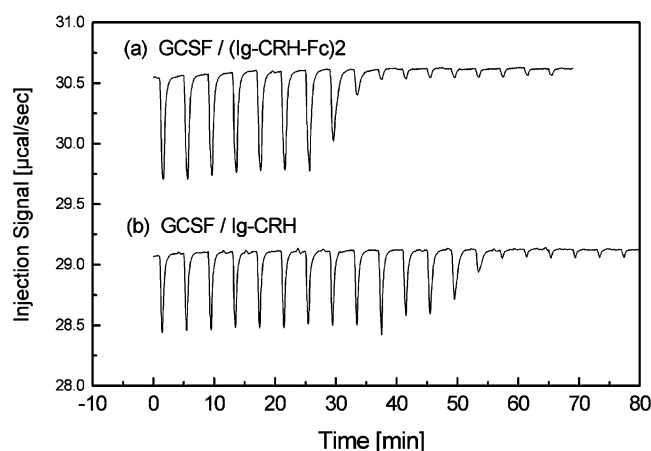 31.0
(a) GCSF / (Ig-CRH-Fc)2
30.5
30.0
29.5
(b) GCSF / Ig-CRH
29.0
28.5
28.0
Injection Signal [μcal/sec]
-10 0 10 20 30 40 50 60 70 80
Time [min]